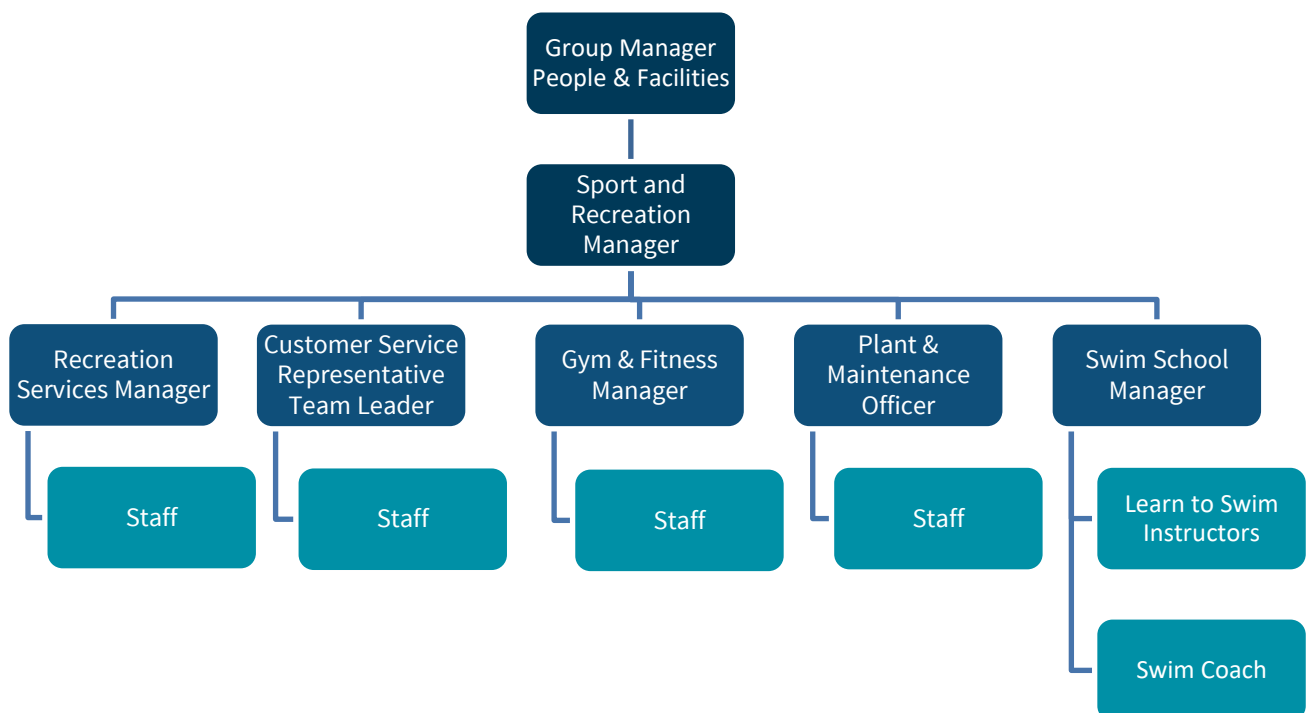 Group Manager
People & Facilities
Sport and
Recreation
Manager
Recreation
Services Manager
Customer Service
Representative
Team Leader
Gym & Fitness
Manager
Plant &
Maintenance
Officer
Swim School
Manager
Staff
Staff
Staff
Staff
Learn to Swim
Instructors
Swim Coach